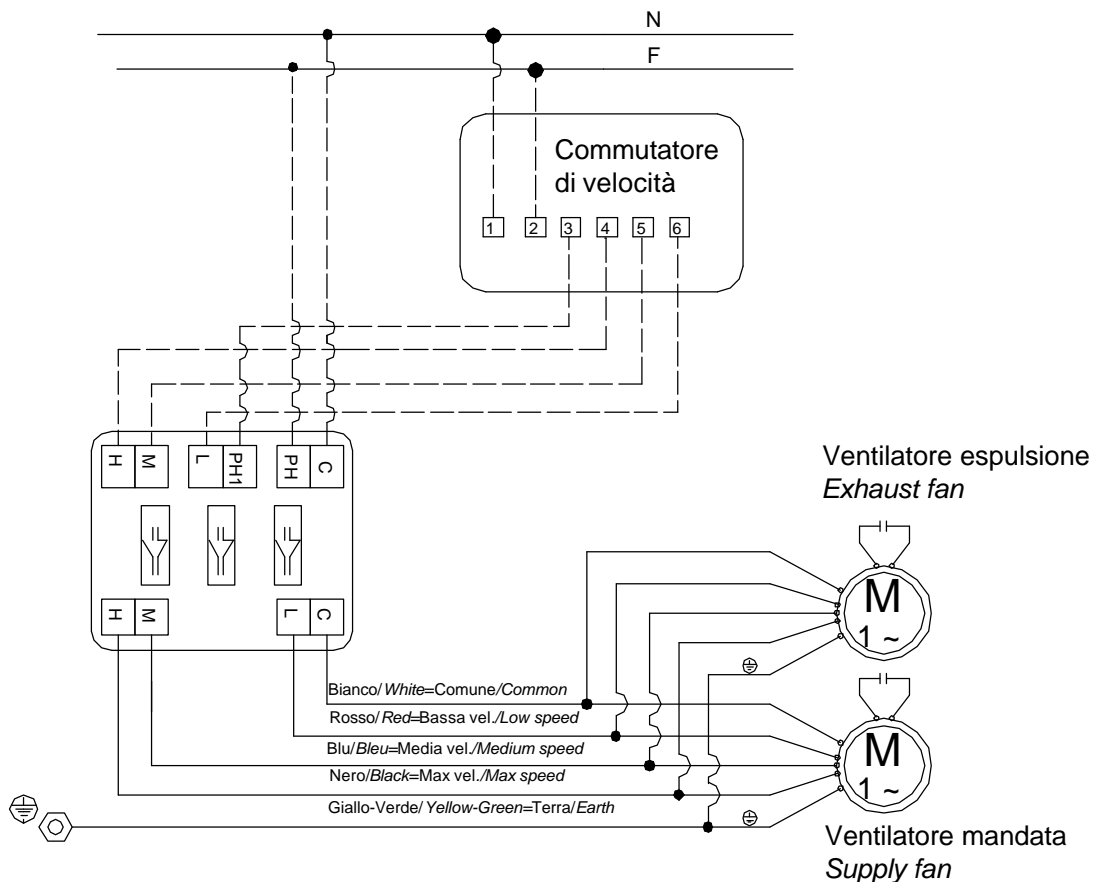 N
F
Commutatore
di velocità
1 2 3 4 5 6
H M L PH1 PH C
H M L C
Ventilatore espulsione
Exhaust fan
M
1 ~
Bianco/White=Comune/Common
Rosso/Red=Bassa vel./Low speed
Blu/Bleu=Media vel./Medium speed
Nero/Black=Max vel./Max speed
Giallo-Verde/Yellow-Green=Terra/Earth
M
1 ~
Ventilatore mandata
Supply fan